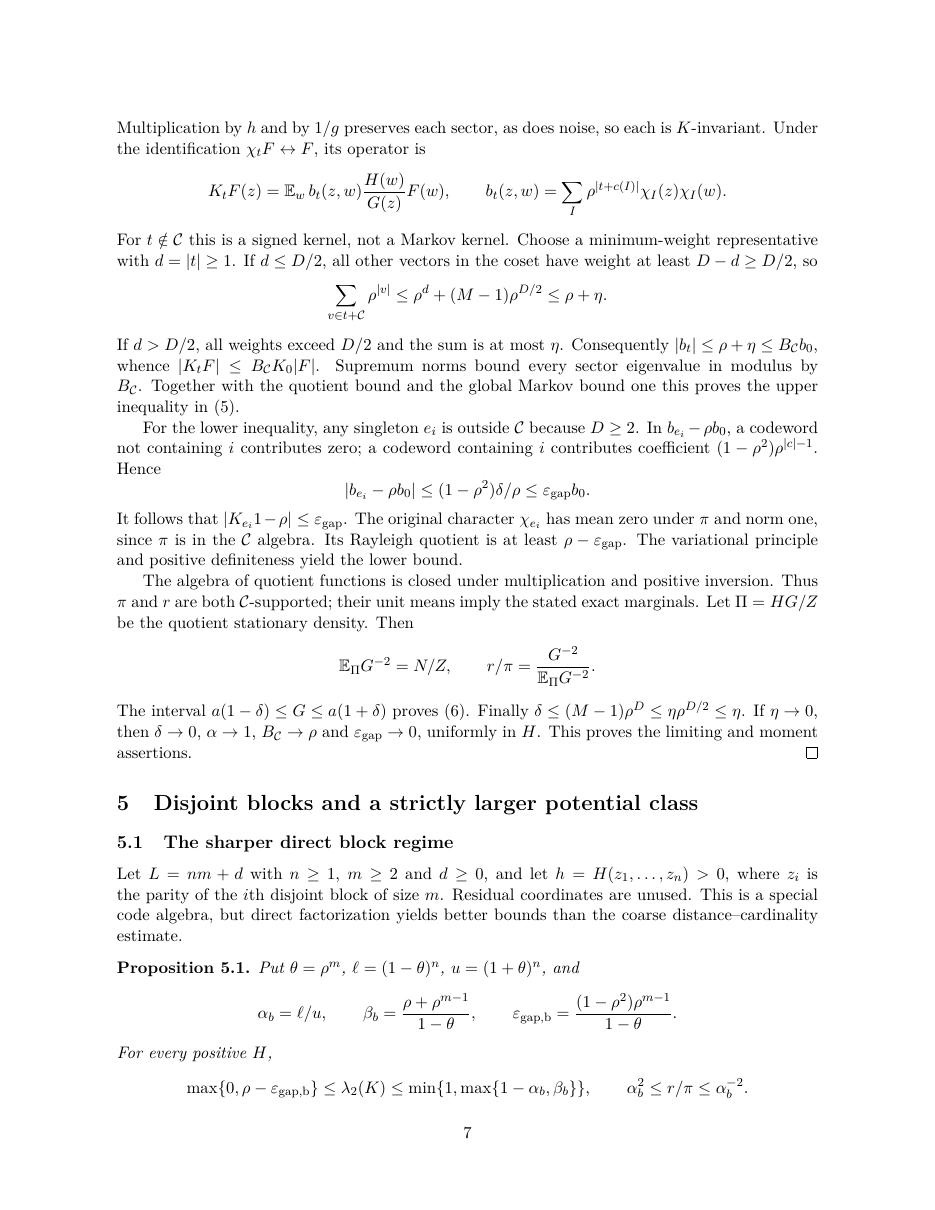 Multiplication by h and by 1/g preserves each sector, as does noise, so each is K-invariant. Under
the identification χ_tF ↔ F, its operator is
K_tF(z) = 𝔼_w b_t(z, w) H(w)/G(z) F(w),    b_t(z, w) = ∑_I ρ^{|t+c(I)|}χ_I(z)χ_I(w).
For t ∉ 𝒞 this is a signed kernel, not a Markov kernel. Choose a minimum-weight representative
with d = |t| ≥ 1. If d ≤ D/2, all other vectors in the coset have weight at least D − d ≥ D/2, so
∑_{v∈t+𝒞} ρ^{|v|} ≤ ρ^d + (M − 1)ρ^{D/2} ≤ ρ + η.
If d > D/2, all weights exceed D/2 and the sum is at most η. Consequently |b_t| ≤ ρ + η ≤ B_𝒞b_0,
whence |K_tF| ≤ B_𝒞K_0|F|. Supremum norms bound every sector eigenvalue in modulus by
B_𝒞. Together with the quotient bound and the global Markov bound one this proves the upper
inequality in (5).
For the lower inequality, any singleton e_i is outside 𝒞 because D ≥ 2. In b_{e_i} − ρb_0, a codeword
not containing i contributes zero; a codeword containing i contributes coefficient (1 − ρ^2)ρ^{|c|−1}.
Hence
|b_{e_i} − ρb_0| ≤ (1 − ρ^2)δ/ρ ≤ ε_gap b_0.
It follows that |K_{e_i}1 − ρ| ≤ ε_gap. The original character χ_{e_i} has mean zero under π and norm one,
since π is in the 𝒞 algebra. Its Rayleigh quotient is at least ρ − ε_gap. The variational principle
and positive definiteness yield the lower bound.
The algebra of quotient functions is closed under multiplication and positive inversion. Thus
π and r are both 𝒞-supported; their unit means imply the stated exact marginals. Let Π = HG/Z
be the quotient stationary density. Then
𝔼_ΠG^{−2} = N/Z,    r/π = G^{−2}/𝔼_ΠG^{−2}.
The interval a(1 − δ) ≤ G ≤ a(1 + δ) proves (6). Finally δ ≤ (M − 1)ρ^D ≤ ηρ^{D/2} ≤ η. If η → 0,
then δ → 0, α → 1, B_𝒞 → ρ and ε_gap → 0, uniformly in H. This proves the limiting and moment
assertions. □
5 Disjoint blocks and a strictly larger potential class
5.1 The sharper direct block regime
Let L = nm + d with n ≥ 1, m ≥ 2 and d ≥ 0, and let h = H(z_1, . . . , z_n) > 0, where z_i is
the parity of the ith disjoint block of size m. Residual coordinates are unused. This is a special
code algebra, but direct factorization yields better bounds than the coarse distance–cardinality
estimate.
Proposition 5.1. Put θ = ρ^m, ℓ = (1 − θ)^n, u = (1 + θ)^n, and
α_b = ℓ/u,    β_b = (ρ + ρ^{m−1})/(1 − θ),    ε_{gap,b} = (1 − ρ^2)ρ^{m−1}/(1 − θ).
For every positive H,
max{0, ρ − ε_{gap,b}} ≤ λ_2(K) ≤ min{1, max{1 − α_b, β_b}},    α_b^2 ≤ r/π ≤ α_b^{−2}.
7